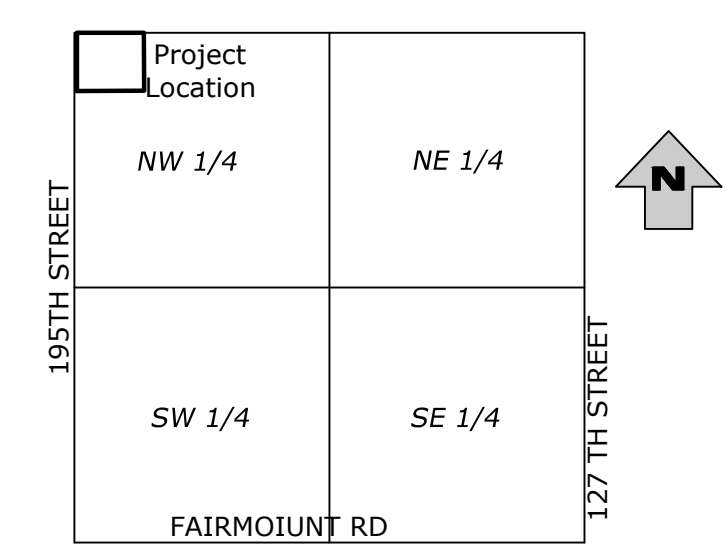 Project
Location
NW 1/4
NE 1/4
N
195TH STREET
SW 1/4
SE 1/4
127 TH STREET
FAIRMOIUNT RD